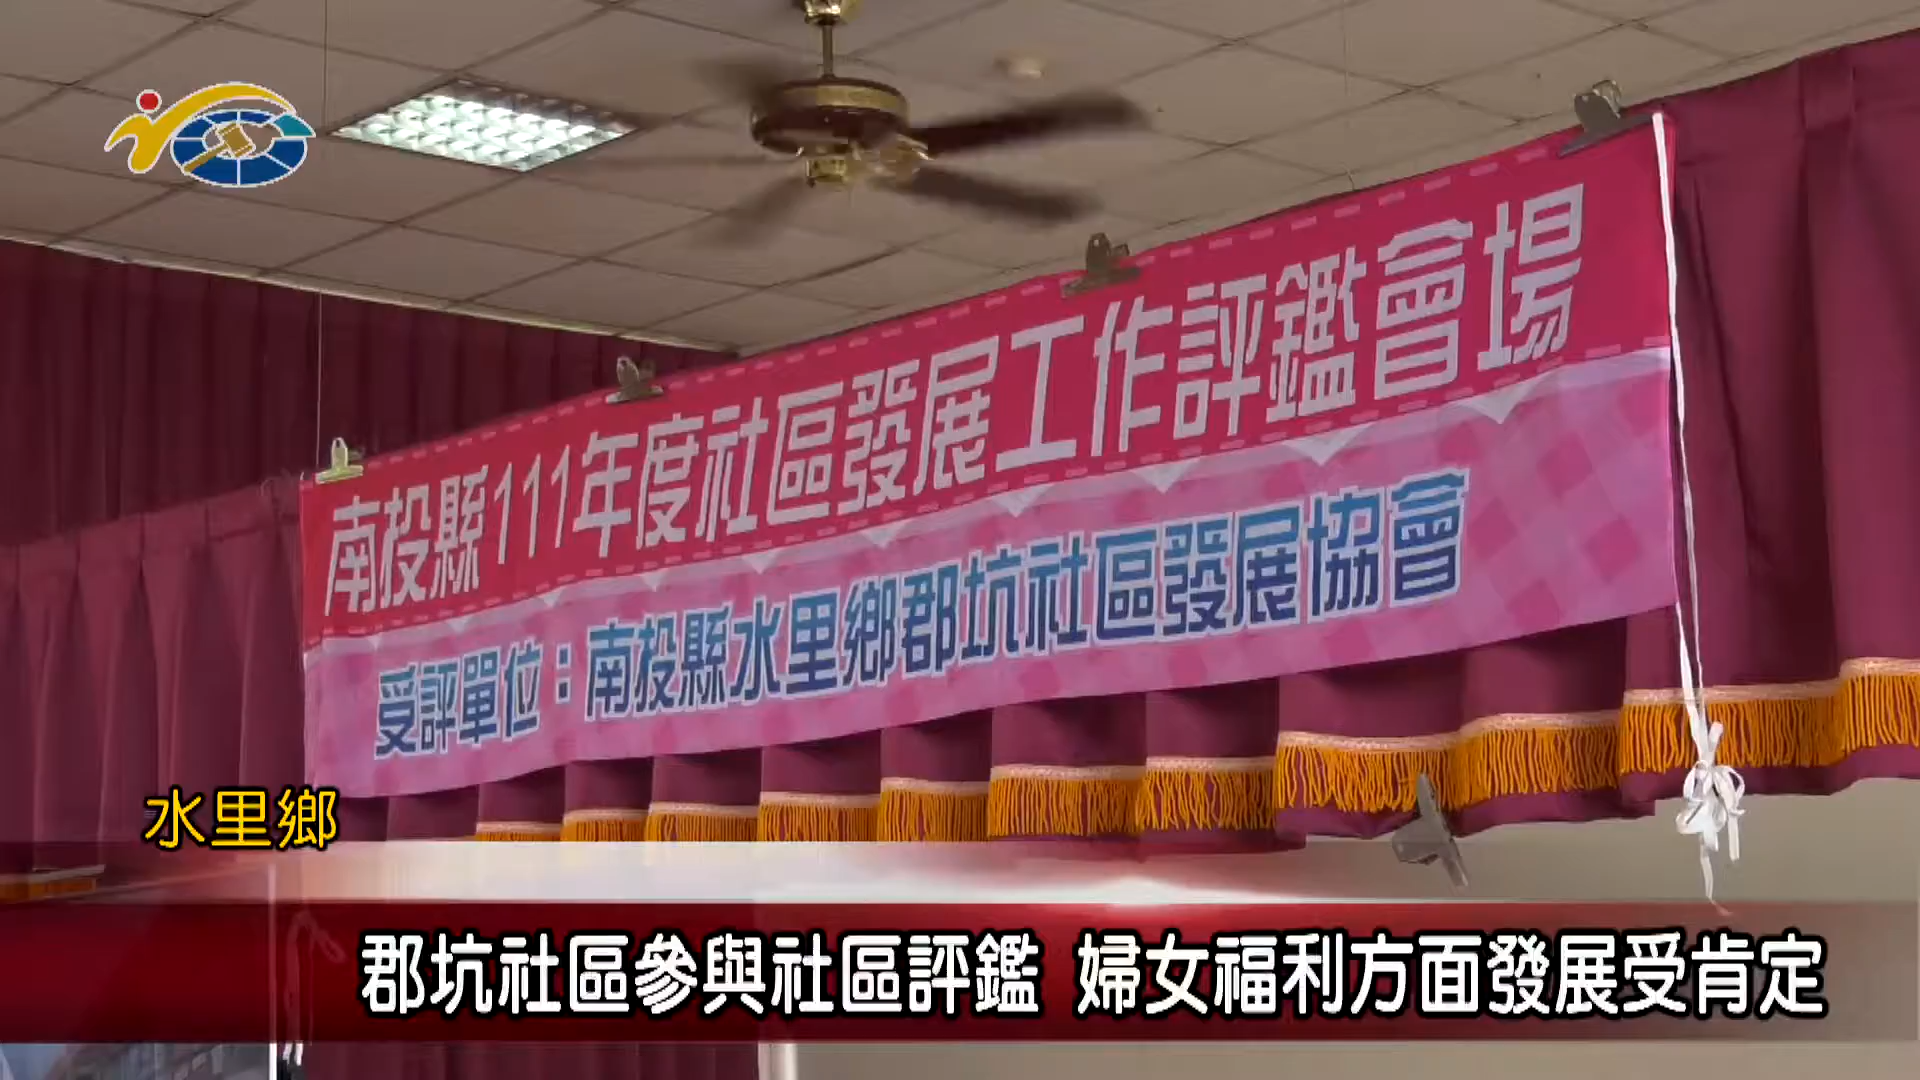 南投縣111年度社區發展工作評鑑會場
受評單位：南投縣水里鄉郡坑社區發展協會
水里鄉
郡坑社區參與社區評鑑 婦女福利方面發展受肯定